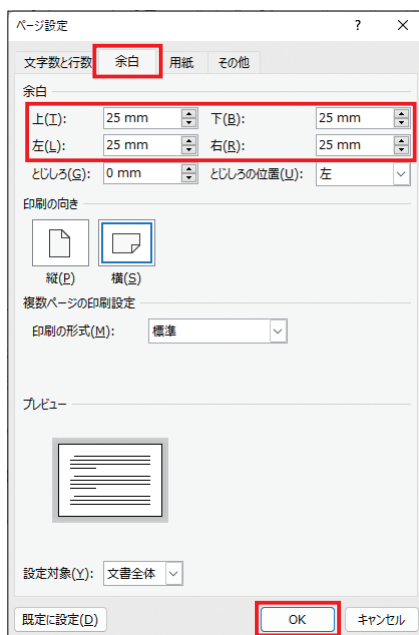 ページ設定 ? ×
文字数と行数 余白 用紙 その他
余白
上(T): 25 mm 下(B): 25 mm
左(L): 25 mm 右(R): 25 mm
とじしろ(G): 0 mm とじしろの位置(U): 左
印刷の向き
縦(P) 横(S)
複数ページの印刷設定
印刷の形式(M): 標準
プレビュー
設定対象(Y): 文書全体
既定に設定(D) OK キャンセル